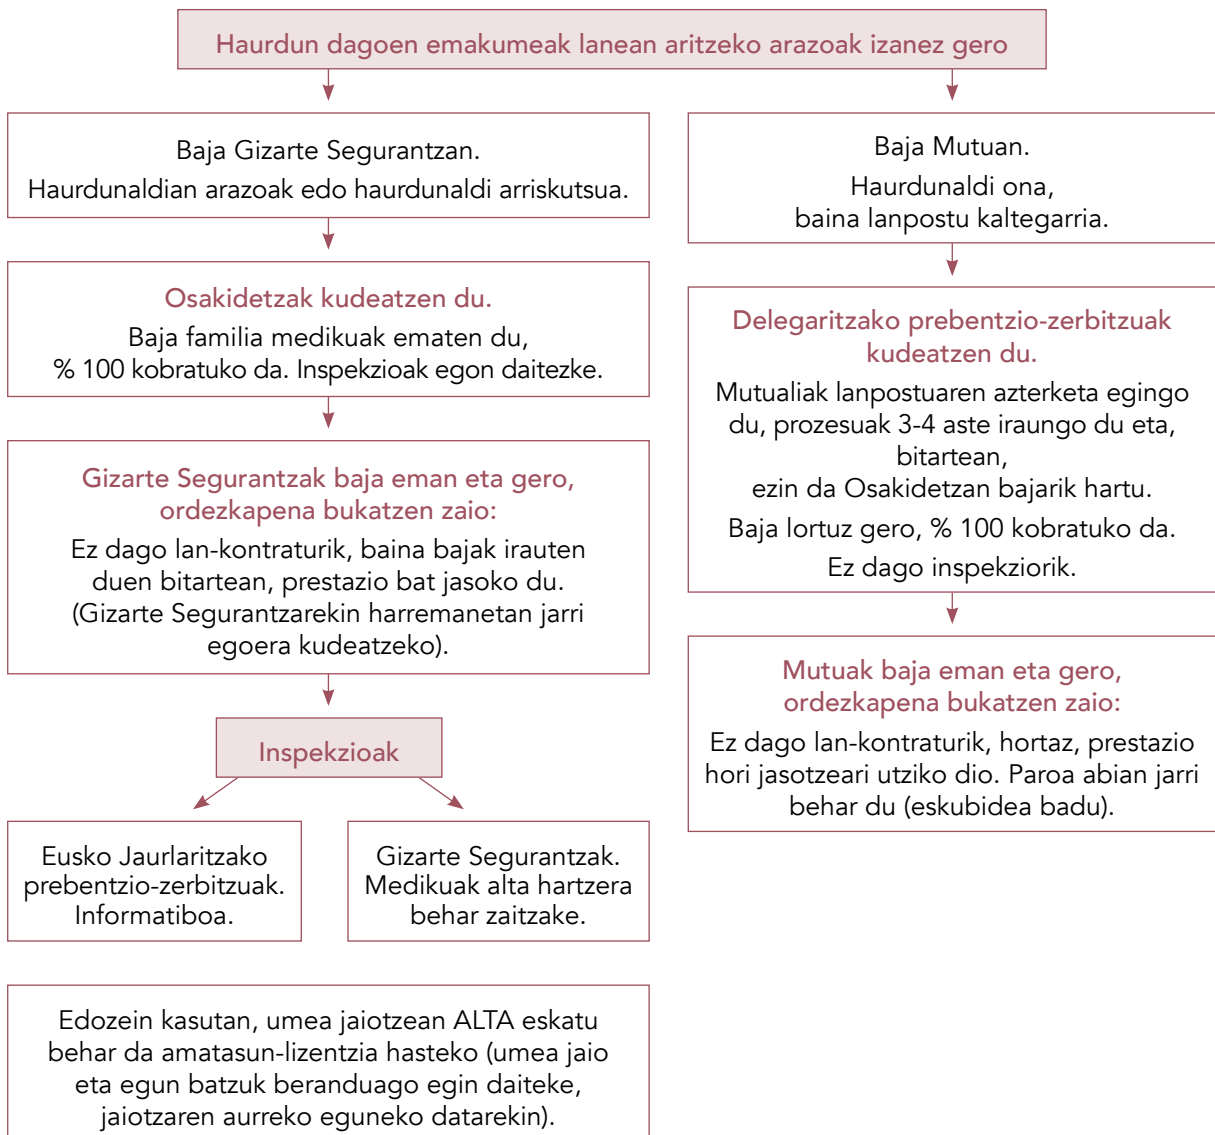 Haurdun dagoen emakumeak lanean aritzeko arazoak izanez gero
Baja Gizarte Segurantzan.
Haurdunaldian arazoak edo haurdunaldi arriskutsua.
Osakidetzak kudeatzen du.
Baja familia medikuak ematen du,
% 100 kobratuko da. Inspekzioak egon daitezke.
Gizarte Segurantzak baja eman eta gero,
ordezkapena bukatzen zaio:
Ez dago lan-kontraturik, baina bajak irauten
duen bitartean, prestazio bat jasoko du.
(Gizarte Segurantzarekin harremanetan jarri
egoera kudeatzeko).
Inspekzioak
Eusko Jaurlaritzako
prebentzio-zerbitzuak.
Informatiboa.
Gizarte Segurantzak.
Medikuak alta hartzera
behar zaitzake.
Baja Mutuan.
Haurdunaldi ona,
baina lanpostu kaltegarria.
Delegaritzako prebentzio-zerbitzuak
kudeatzen du.
Mutualiak lanpostuaren azterketa egingo
du, prozesuak 3-4 aste iraungo du eta,
bitartean,
ezin da Osakidetzan bajarik hartu.
Baja lortuz gero, % 100 kobratuko da.
Ez dago inspekziorik.
Mutuak baja eman eta gero,
ordezkapena bukatzen zaio:
Ez dago lan-kontraturik, hortaz, prestazio
hori jasotzeari utziko dio. Paroa abian jarri
behar du (eskubidea badu).
Edozein kasutan, umea jaiotzean ALTA eskatu
behar da amatasun-lizentzia hasteko (umea jaio
eta egun batzuk beranduago egin daiteke,
jaiotzaren aurreko eguneko datarekin).